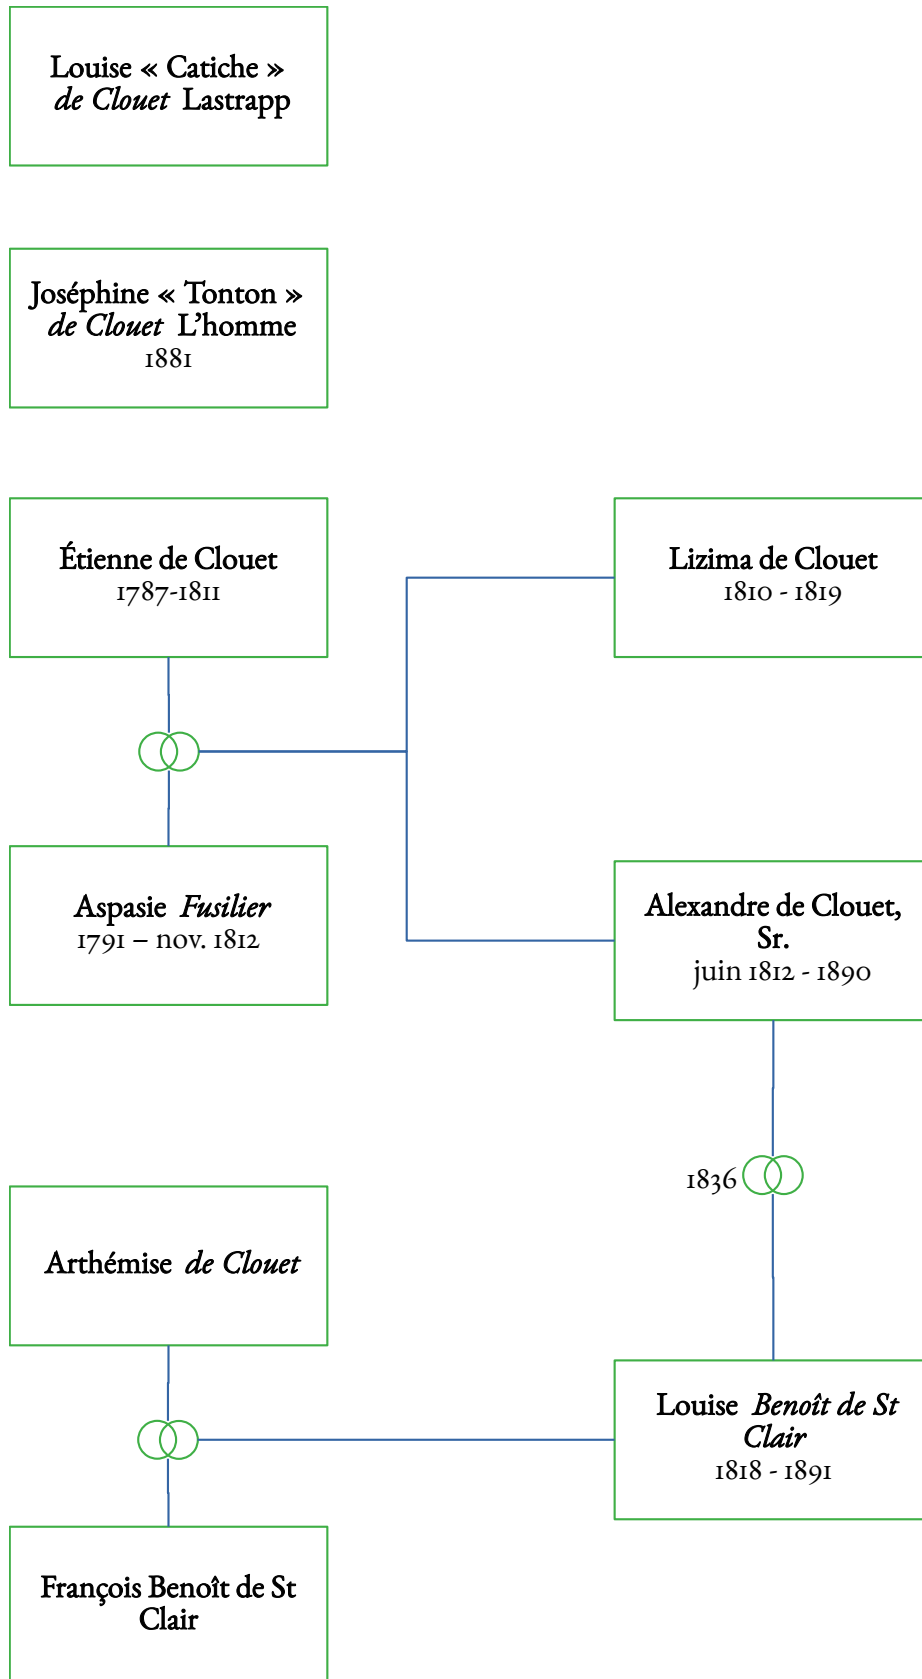 Louise « Catiche »
de Clouet Lastrapp
Joséphine « Tonton »
de Clouet L'homme
1881
Étienne de Clouet
1787-1811
Lizima de Clouet
1810 - 1819
Aspasie Fusilier
1791 – nov. 1812
Alexandre de Clouet,
Sr.
juin 1812 - 1890
1836
Arthémise de Clouet
Louise Benoît de St
Clair
1818 - 1891
François Benoît de St
Clair